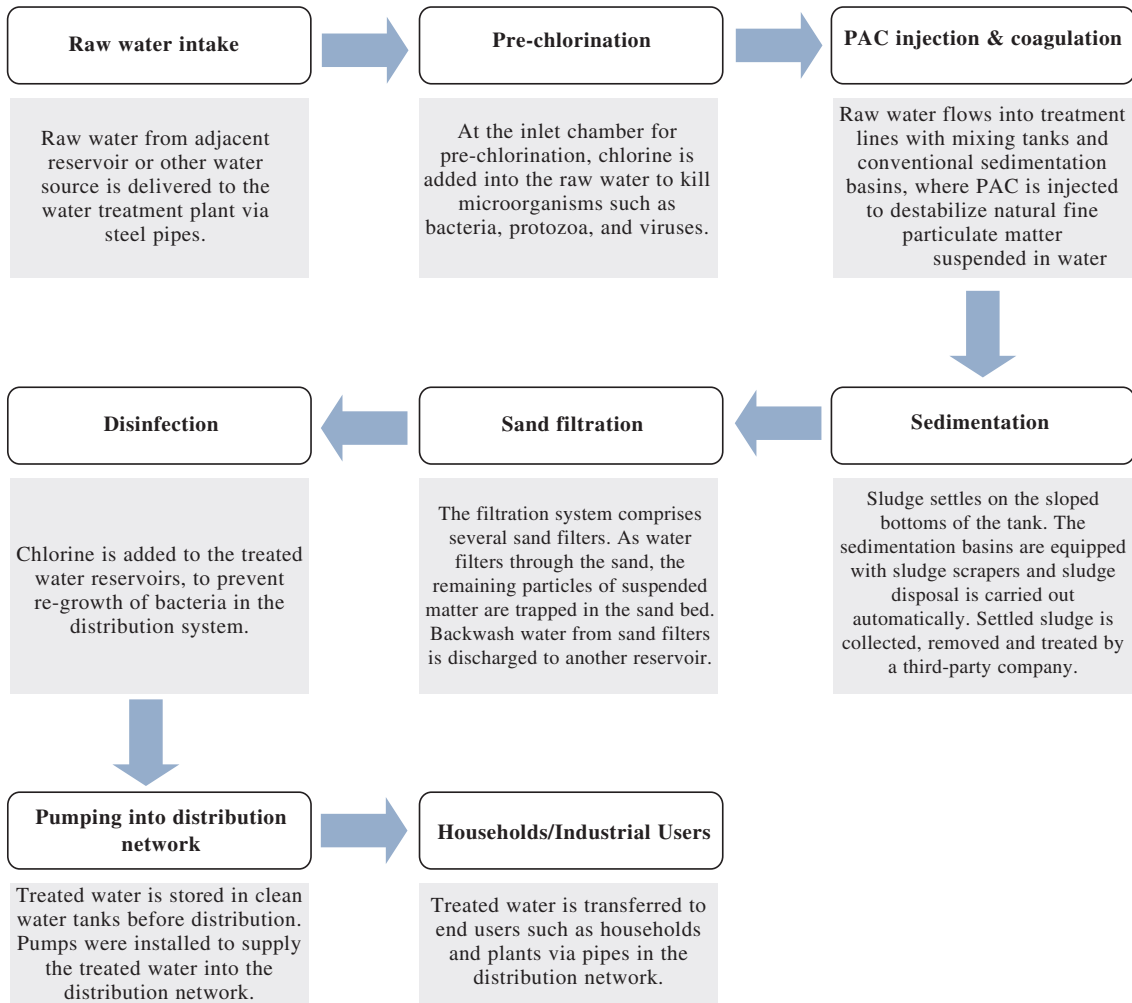 Raw water intake
Raw water from adjacent
reservoir or other water
source is delivered to the
water treatment plant via
steel pipes.
Pre-chlorination
At the inlet chamber for
pre-chlorination, chlorine is
added into the raw water to kill
microorganisms such as
bacteria, protozoa, and viruses.
PAC injection & coagulation
Raw water flows into treatment
lines with mixing tanks and
conventional sedimentation
basins, where PAC is injected
to destabilize natural fine
particulate matter
suspended in water
Sedimentation
Sludge settles on the sloped
bottoms of the tank. The
sedimentation basins are equipped
with sludge scrapers and sludge
disposal is carried out
automatically. Settled sludge is
collected, removed and treated by
a third-party company.
Sand filtration
The filtration system comprises
several sand filters. As water
filters through the sand, the
remaining particles of suspended
matter are trapped in the sand bed.
Backwash water from sand filters
is discharged to another reservoir.
Disinfection
Chlorine is added to the treated
water reservoirs, to prevent
re-growth of bacteria in the
distribution system.
Pumping into distribution
network
Treated water is stored in clean
water tanks before distribution.
Pumps were installed to supply
the treated water into the
distribution network.
Households/Industrial Users
Treated water is transferred to
end users such as households
and plants via pipes in the
distribution network.